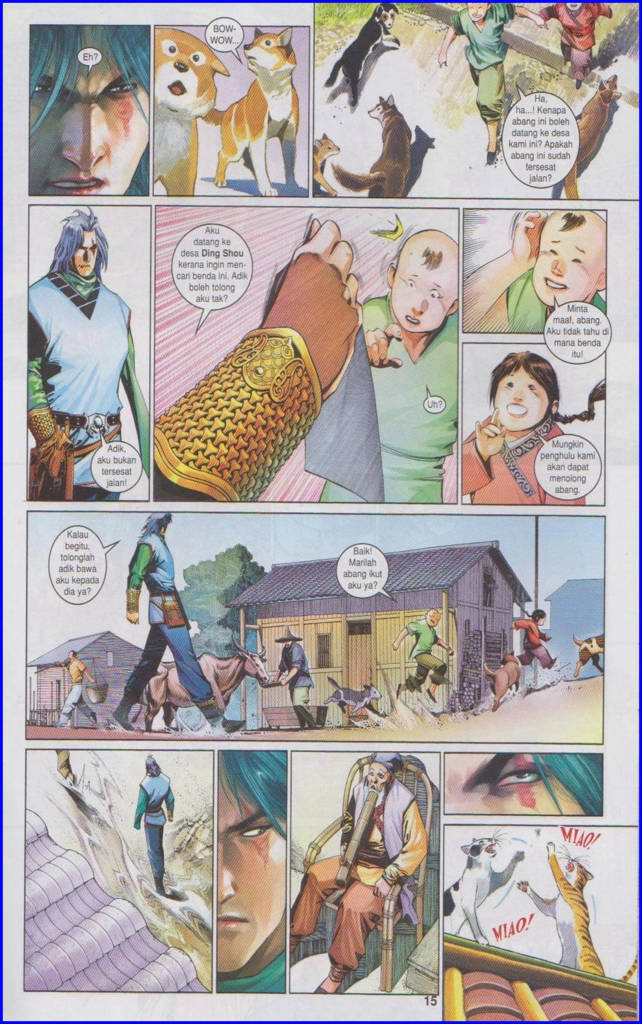 Eh?
BOW-
WOW...
Ha,
ha...! Kenapa
abang ini boleh
datang ke desa
kami ini? Apakah
abang ini sudah
tersesat
jalan?
Adik,
aku bukan
tersesat
jalan!
Aku
datang ke
desa Ding Shou
kerana ingin men-
cari benda ini. Adik
boleh tolong
aku tak?
Uh?
Minta
maaf, abang.
Aku tidak tahu di
mana benda
itu!
Mungkin
penghulu kami
akan dapat
menolong
abang.
Kalau
begitu,
tolonglah
adik bawa
aku kepada
dia ya?
Baik!
Marilah
abang ikut
aku ya?
MIAO!
MIAO!
15